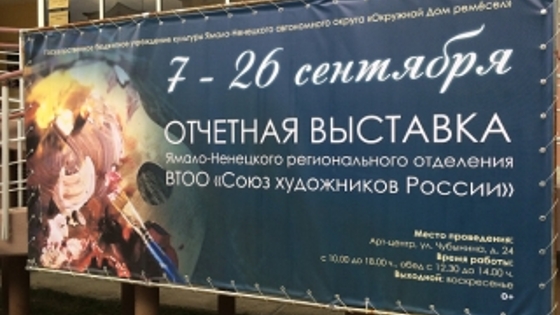 Государственное бюджетное учреждение культуры Ямало-Ненецкого автономного округа «Окружной Дом ремёсел»
7 - 26 сентября
ОТЧЕТНАЯ ВЫСТАВКА
Ямало-Ненецкого регионального отделения
ВТОО «Союз художников России»
Место проведения:
Арт-центр, ул. Чубынина, д. 24
Время работы:
с 10.00 до 18.00 ч., обед с 12.30 до 14.00 ч.
Выходной: воскресенье
0+